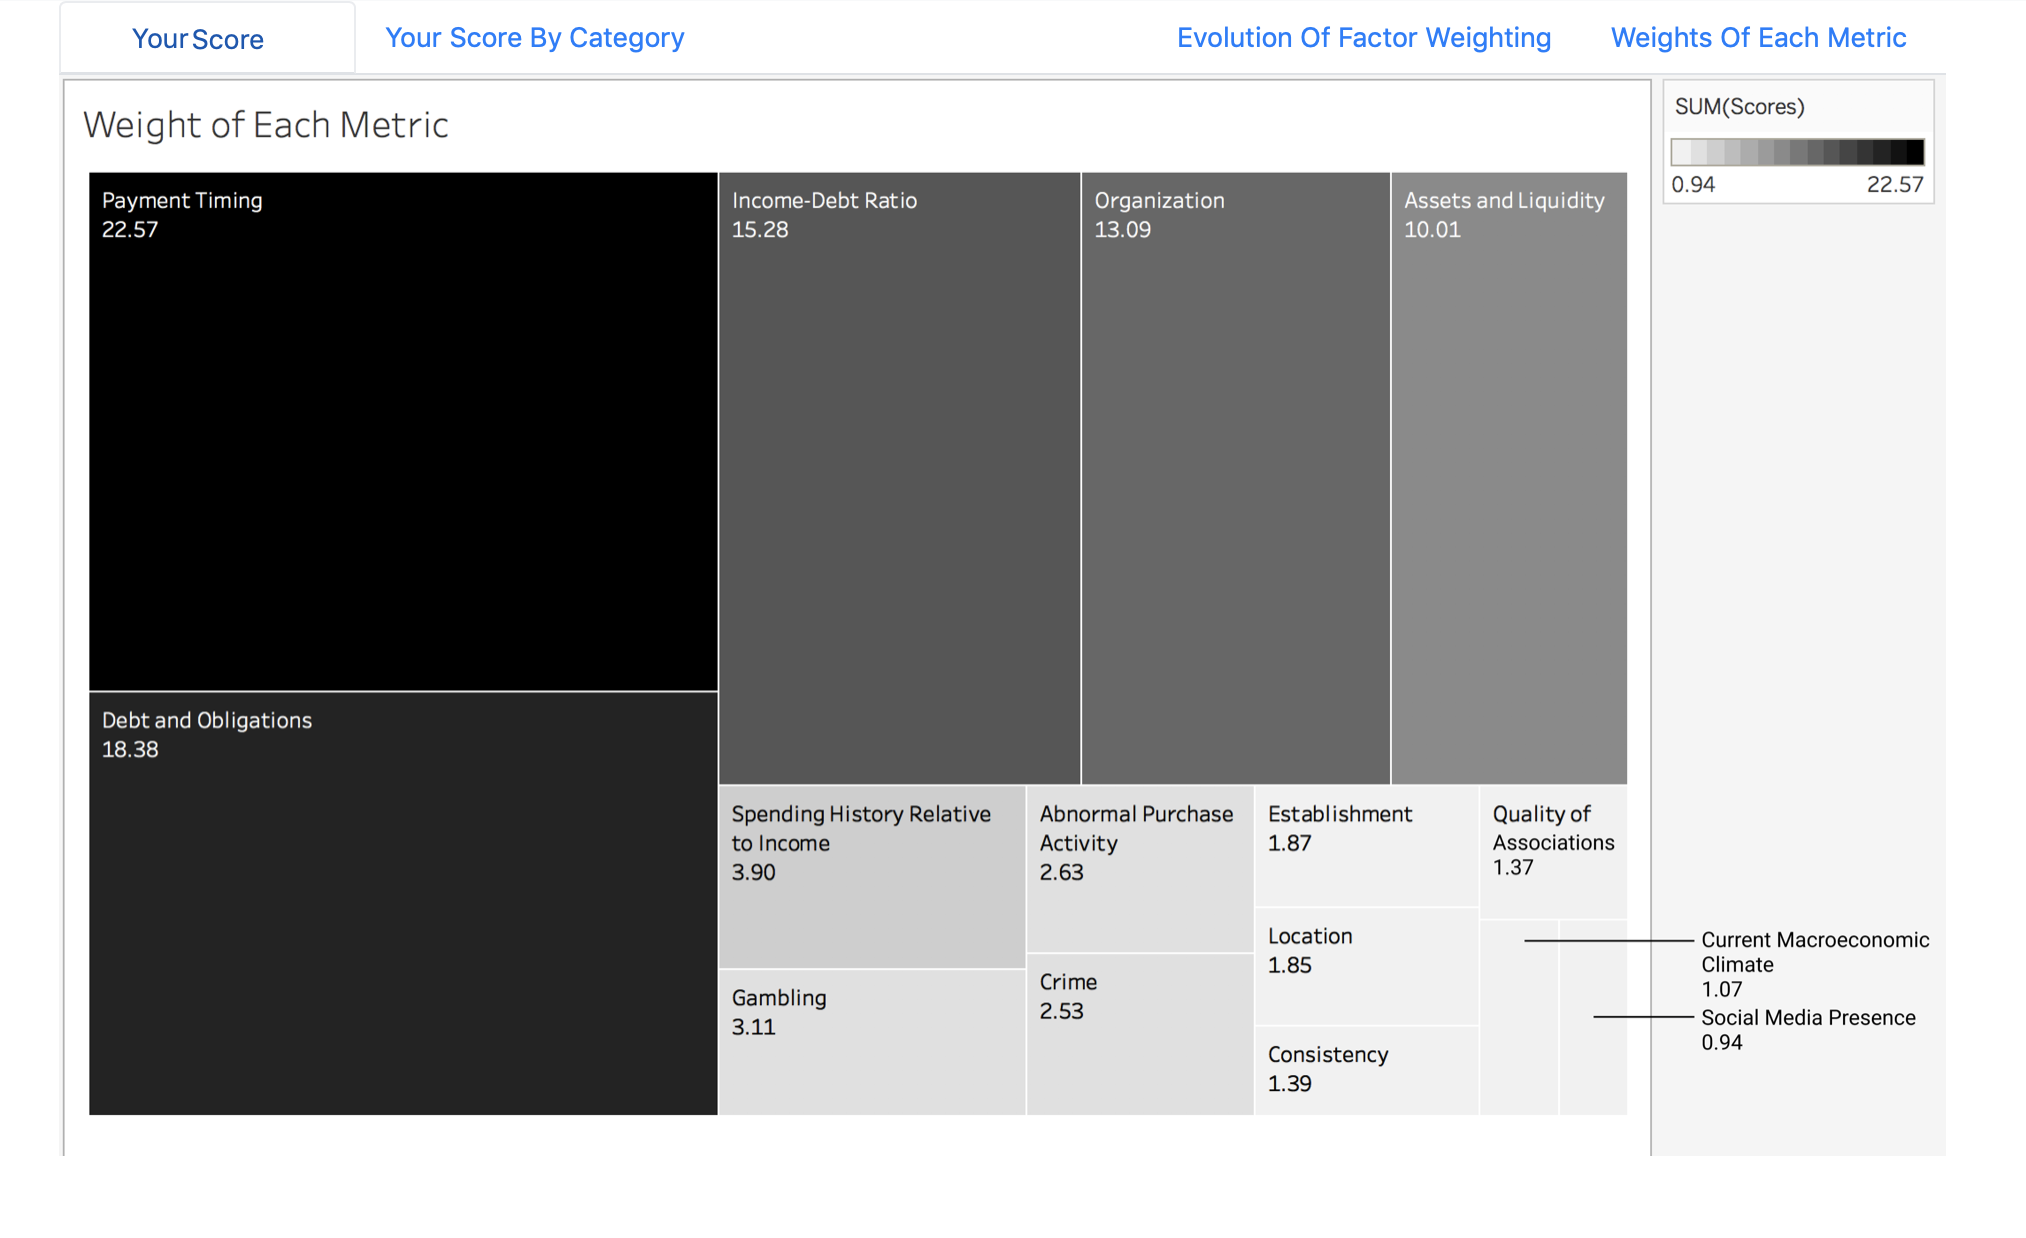 Your Score
Your Score By Category
Evolution Of Factor Weighting
Weights Of Each Metric
Weight of Each Metric
SUM(Scores)
0.94
22.57
Payment Timing
22.57
Income-Debt Ratio
15.28
Organization
13.09
Assets and Liquidity
10.01
Debt and Obligations
18.38
Spending History Relative
to Income
3.90
Abnormal Purchase
Activity
2.63
Establishment
1.87
Quality of
Associations
1.37
Location
1.85
Current Macroeconomic
Climate
1.07
Gambling
3.11
Crime
2.53
Social Media Presence
0.94
Consistency
1.39